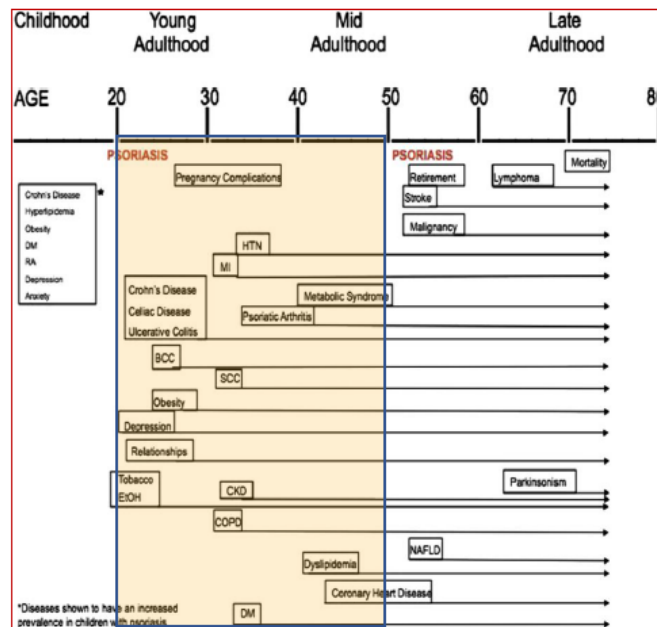 Childhood Young Adulthood Mid Adulthood Late Adulthood
AGE 20 30 40 50 60 70 80
PSORIASIS PSORIASIS
Mortality
Pregnancy Complications Retirement Lymphoma
Crohn's Disease *
Hyperlipidemia
Obesity
DM
RA
Depression
Anxiety
Stroke
Malignancy
HTN
MI
Crohn's Disease
Celiac Disease
Ulcerative Colitis
Metabolic Syndrome
Psoriatic Arthritis
BCC
SCC
Obesity
Depression
Relationships
Tobacco
EtOH
CKD
Parkinsonism
COPD
NAFLD
Dyslipidemia
Coronary Heart Disease
DM
*Diseases shown to have an increased
prevalence in children with psoriasis